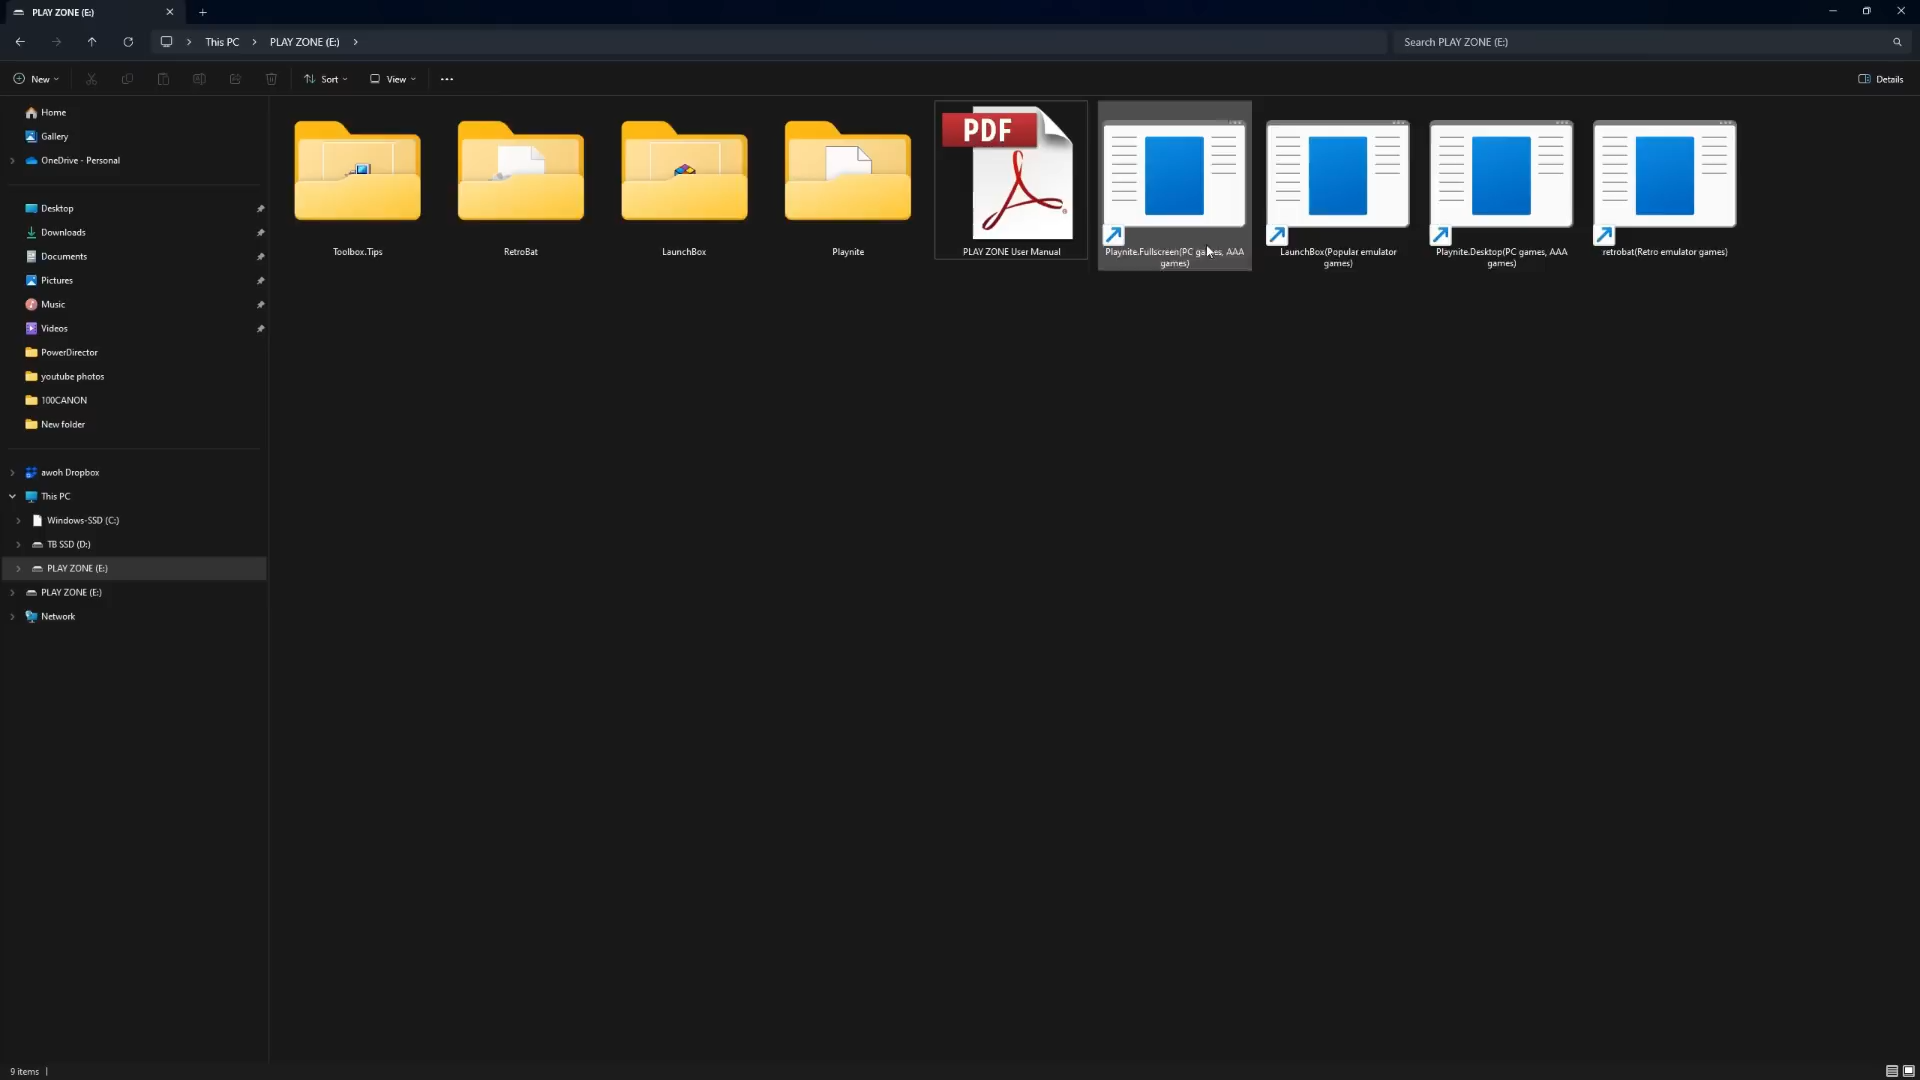 PLAY ZONE (E:)
This PC
PLAY ZONE (E:)
Search PLAY ZONE (E:)
New
Sort
View
Details
Home
Gallery
OneDrive - Personal
Desktop
Downloads
Documents
Pictures
Music
Videos
PowerDirector
youtube photos
100CANON
New folder
awoh Dropbox
This PC
Windows-SSD (C:)
TB SSD (D:)
PLAY ZONE (E:)
PLAY ZONE (E:)
Network
Toolbox.Tips
RetroBat
LaunchBox
Playnite
PDF
PLAY ZONE User Manual
Playnite.Fullscreen(PC games, AAA
games)
LaunchBox(Popular emulator
games)
Playnite.Desktop(PC games, AAA
games)
retrobat(Retro emulator games)
9 items